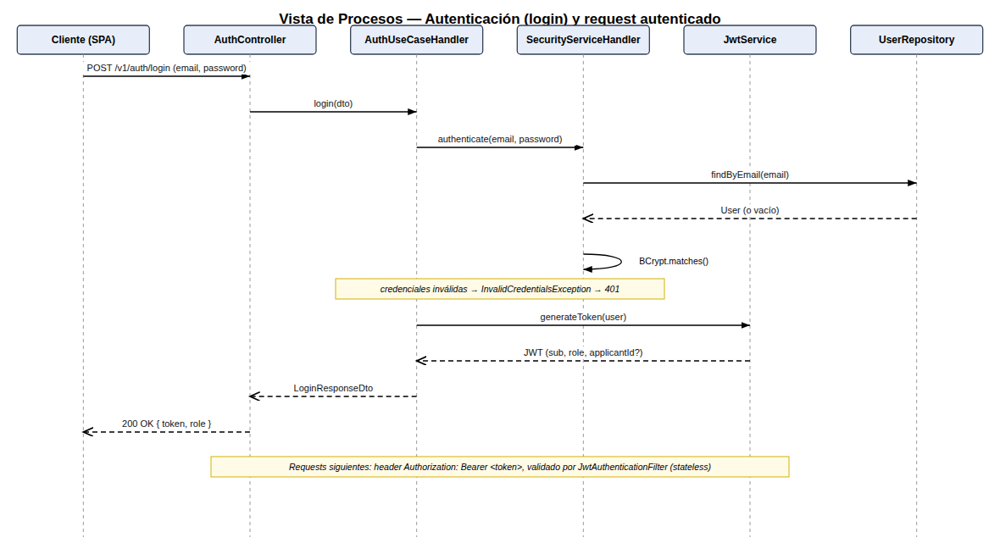 Vista de Procesos — Autenticación (login) y request autenticado
Cliente (SPA)
AuthController
AuthUseCaseHandler
SecurityServiceHandler
JwtService
UserRepository
POST /v1/auth/login (email, password)
login(dto)
authenticate(email, password)
findByEmail(email)
User (o vacío)
BCrypt.matches()
credenciales inválidas → InvalidCredentialsException → 401
generateToken(user)
JWT (sub, role, applicantId?)
LoginResponseDto
200 OK { token, role }
Requests siguientes: header Authorization: Bearer <token>, validado por JwtAuthenticationFilter (stateless)